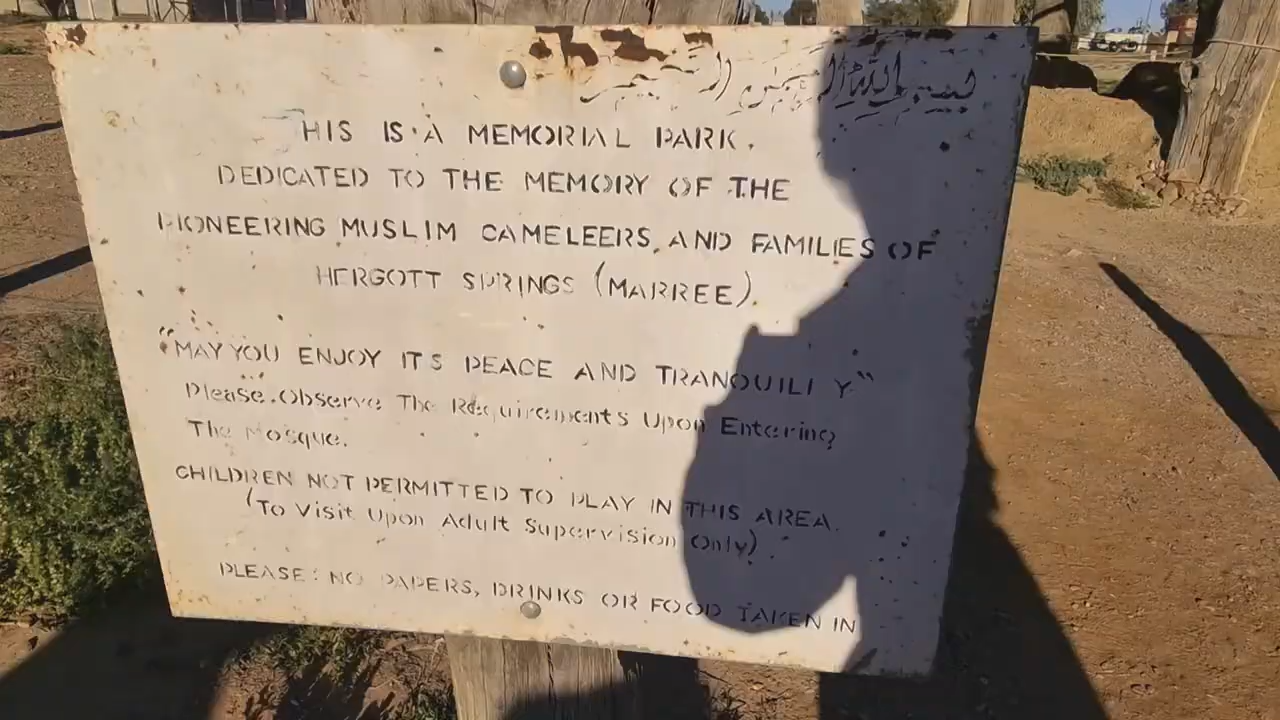 بسم الله الرحمن الرحيم
THIS IS A MEMORIAL PARK.
DEDICATED TO THE MEMORY OF THE
PIONEERING MUSLIM CAMELEERS, AND FAMILIES OF
HERGOTT SPRINGS (MARREE).
"MAY YOU ENJOY ITS PEACE AND TRANQUILITY"
Please. Observe The Requirements Upon Entering
The Mosque.
CHILDREN NOT PERMITTED TO PLAY IN THIS AREA.
(To Visit Upon Adult Supervision Only)
PLEASE: NO PAPERS, DRINKS OR FOOD TAKEN IN